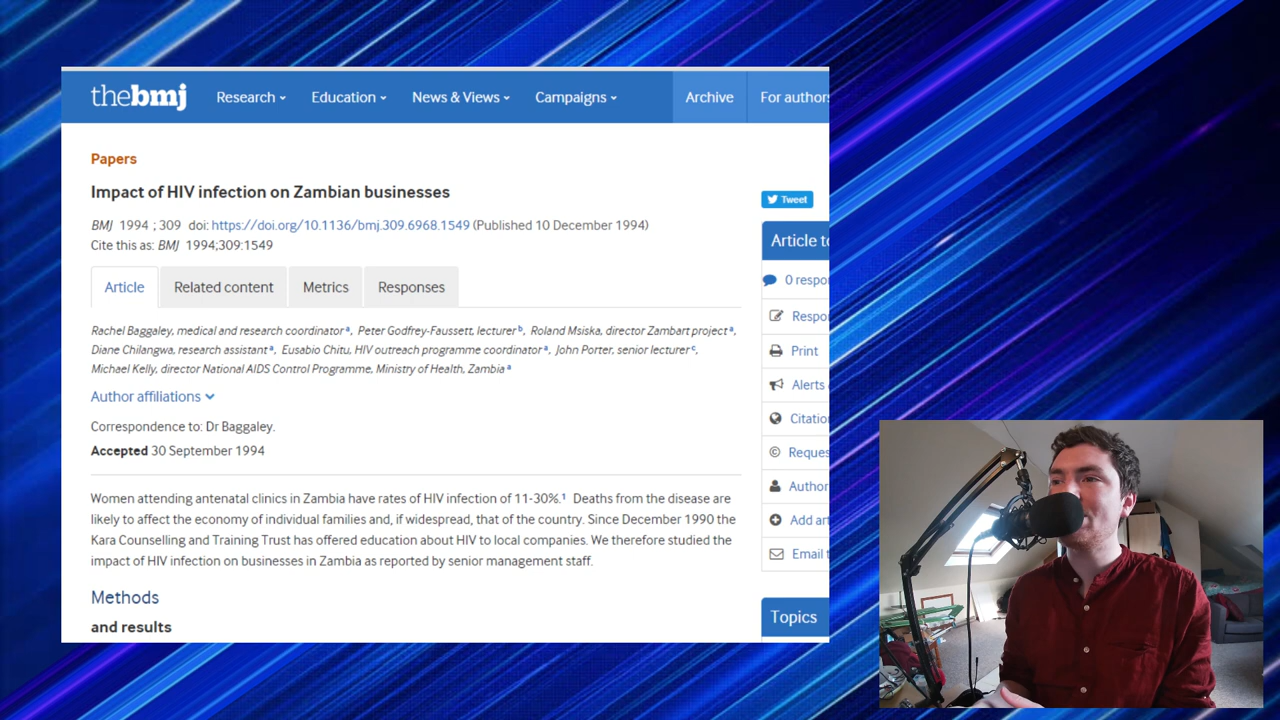 thebmj
Research
Education
News & Views
Campaigns
Archive
For authors
Papers
Impact of HIV infection on Zambian businesses
BMJ 1994 ; 309 doi: https://doi.org/10.1136/bmj.309.6968.1549 (Published 10 December 1994)
Cite this as: BMJ 1994;309:1549
Article
Related content
Metrics
Responses
Rachel Baggaley, medical and research coordinator a, Peter Godfrey-Faussett, lecturer b, Roland Msiska, director Zambart project a,
Diane Chilangwa, research assistant a, Eusabio Chitu, HIV outreach programme coordinator a, John Porter, senior lecturer c,
Michael Kelly, director National AIDS Control Programme, Ministry of Health, Zambia a
Author affiliations
Correspondence to: Dr Baggaley.
Accepted 30 September 1994
Women attending antenatal clinics in Zambia have rates of HIV infection of 11-30%.1 Deaths from the disease are
likely to affect the economy of individual families and, if widespread, that of the country. Since December 1990 the
Kara Counselling and Training Trust has offered education about HIV to local companies. We therefore studied the
impact of HIV infection on businesses in Zambia as reported by senior management staff.
Methods
and results
Tweet
Article to
0 respo
Respo
Print
Alerts
Citatio
© Reques
Author
Add art
Email t
Topics